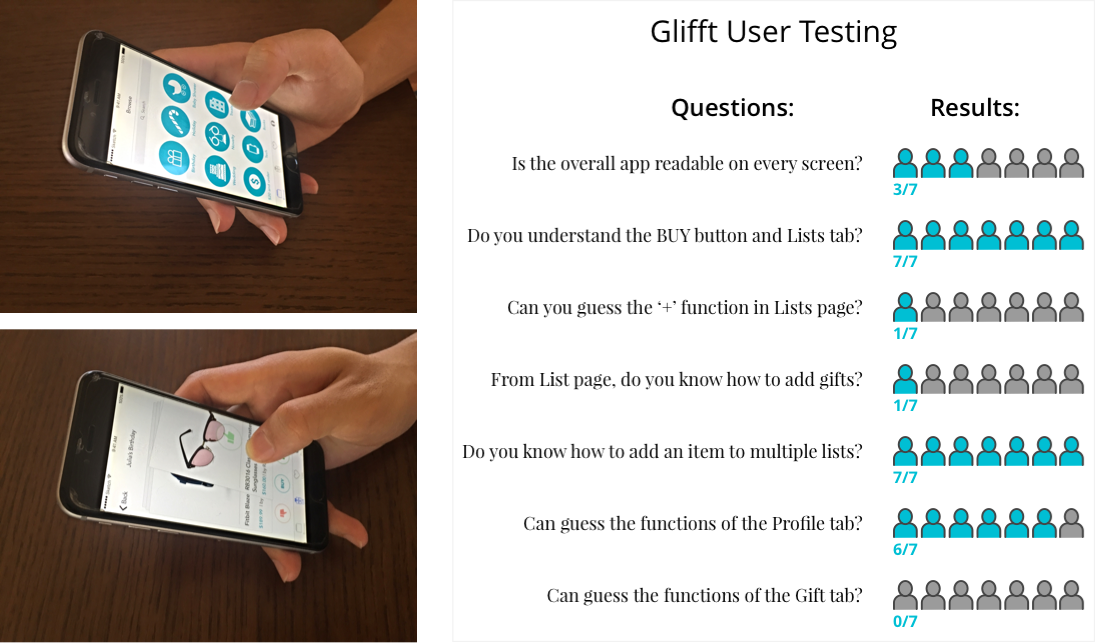 Browse
Search
Julie's Birthday
Back
Glifft User Testing
Questions:
Results:
Is the overall app readable on every screen?
3/7
Do you understand the BUY button and Lists tab?
7/7
Can you guess the ‘+’ function in Lists page?
1/7
From List page, do you know how to add gifts?
1/7
Do you know how to add an item to multiple lists?
7/7
Can guess the functions of the Profile tab?
6/7
Can guess the functions of the Gift tab?
0/7